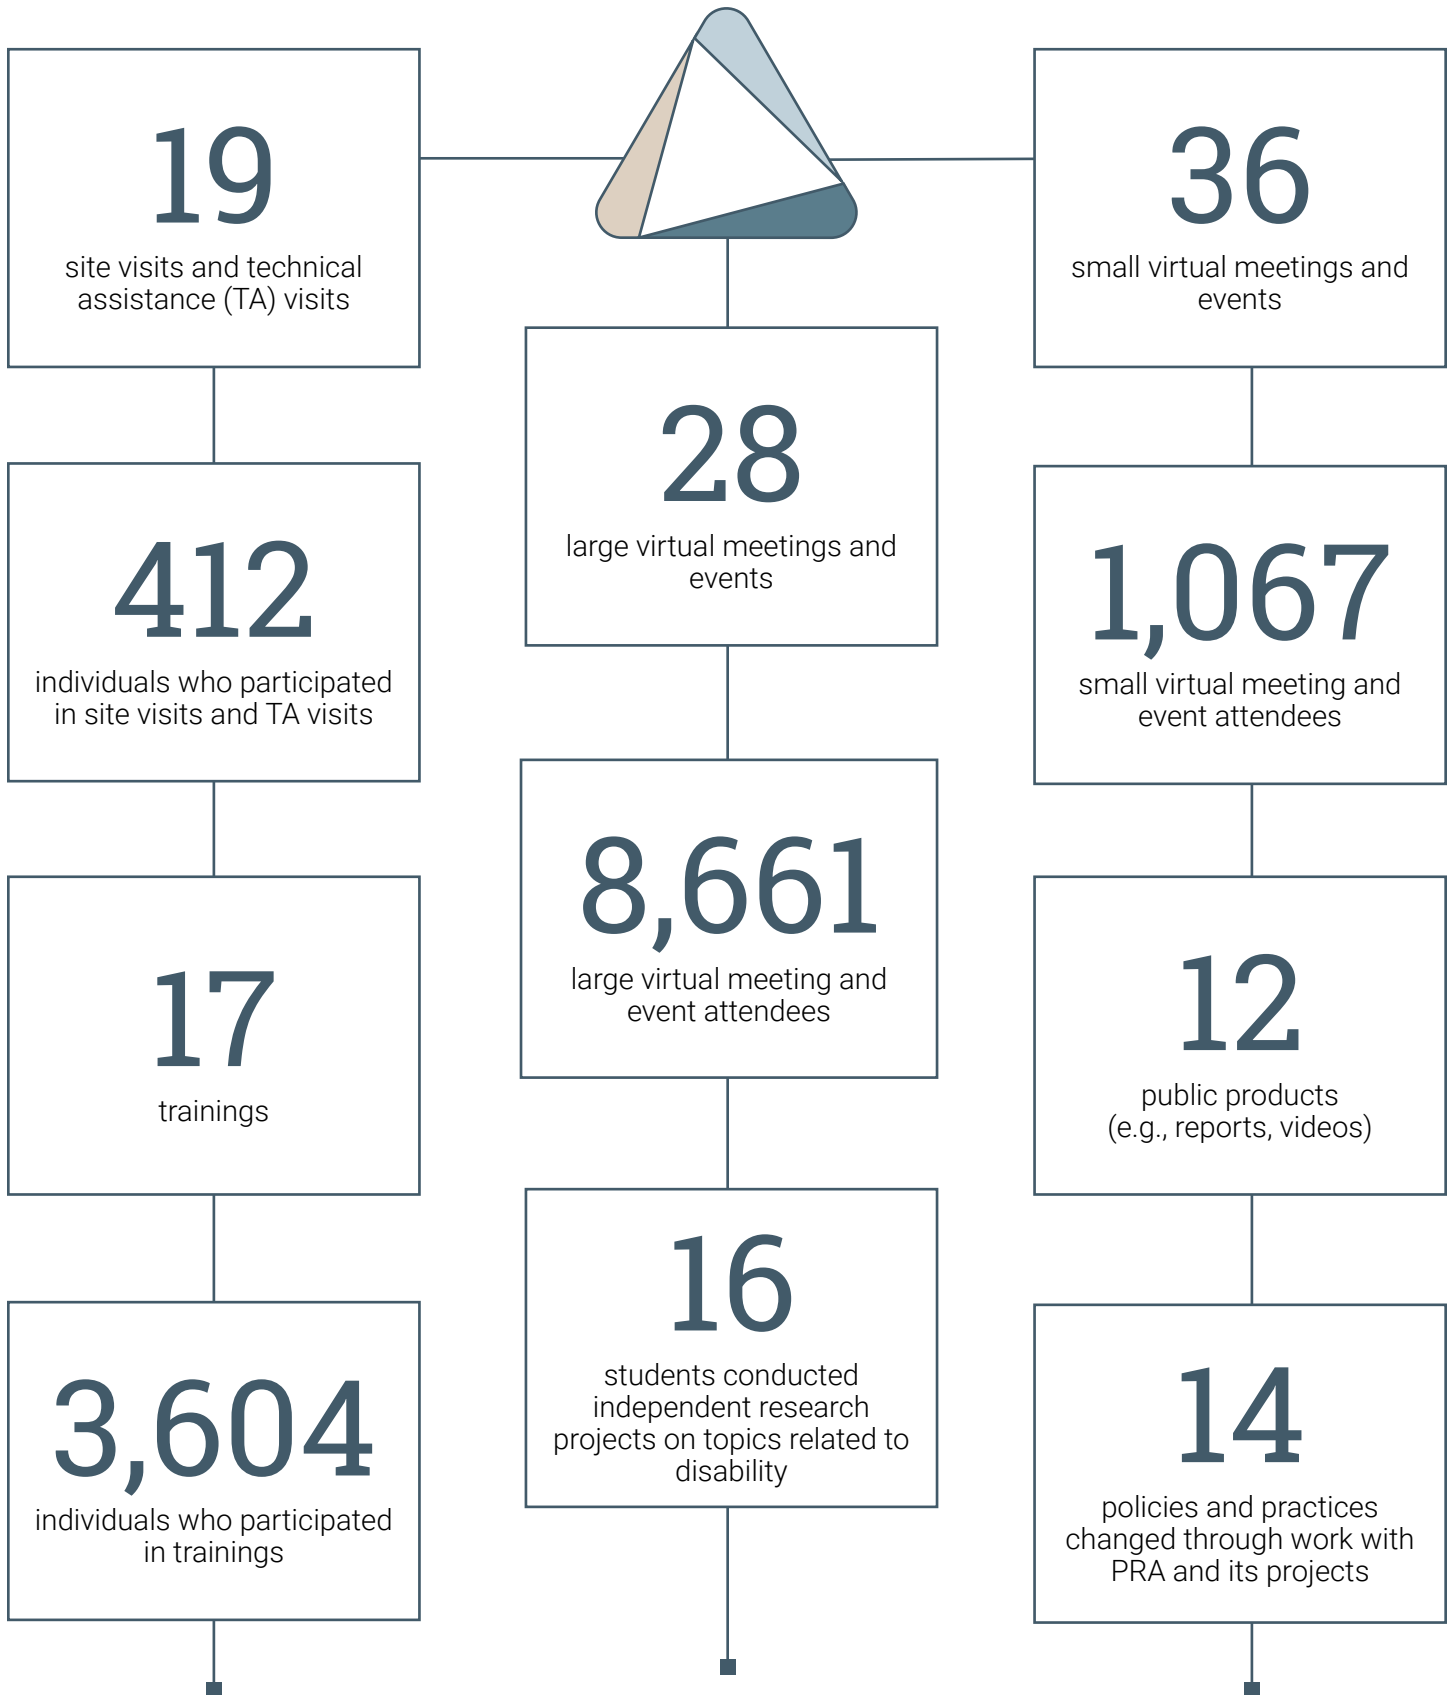 19
site visits and technical
assistance (TA) visits
412
individuals who participated
in site visits and TA visits
17
trainings
3,604
individuals who participated
in trainings
28
large virtual meetings and
events
8,661
large virtual meeting and
event attendees
16
students conducted
independent research
projects on topics related to
disability
36
small virtual meetings and
events
1,067
small virtual meeting and
event attendees
12
public products
(e.g., reports, videos)
14
policies and practices
changed through work with
PRA and its projects